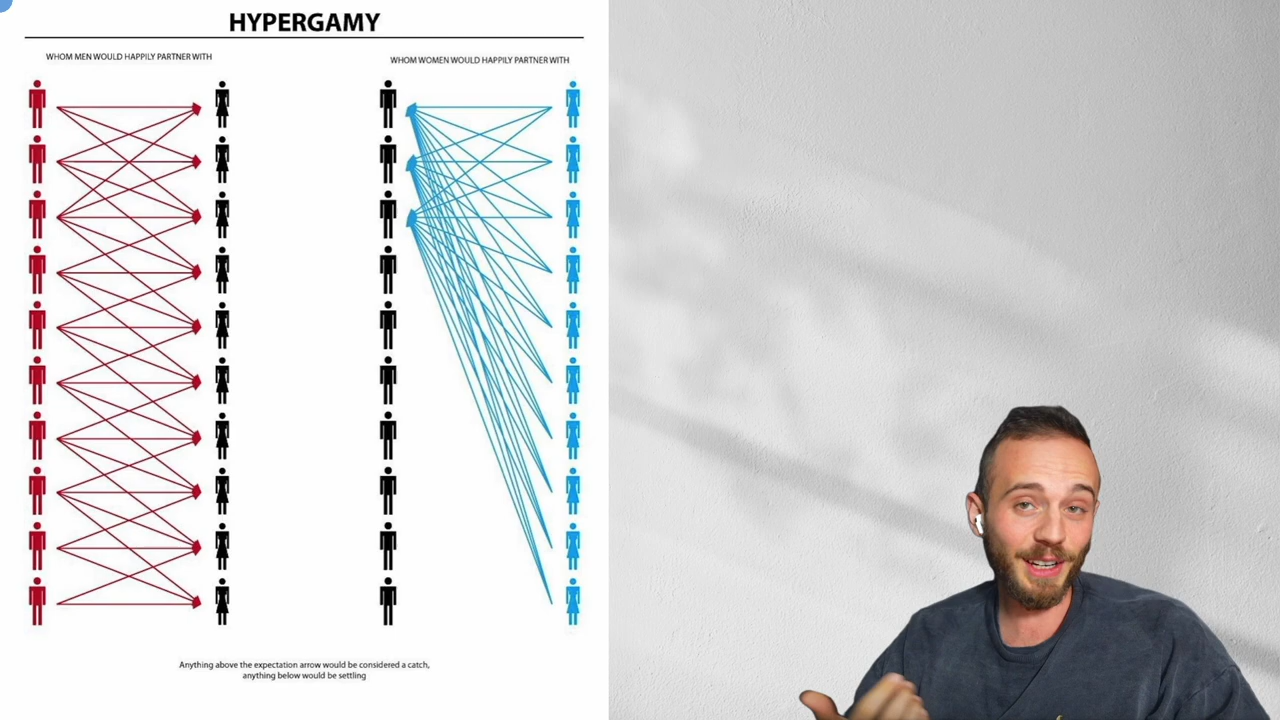 HYPERGAMY
WHOM MEN WOULD HAPPILY PARTNER WITH
WHOM WOMEN WOULD HAPPILY PARTNER WITH
Anything above the expectation arrow would be considered a catch,
anything below would be settling